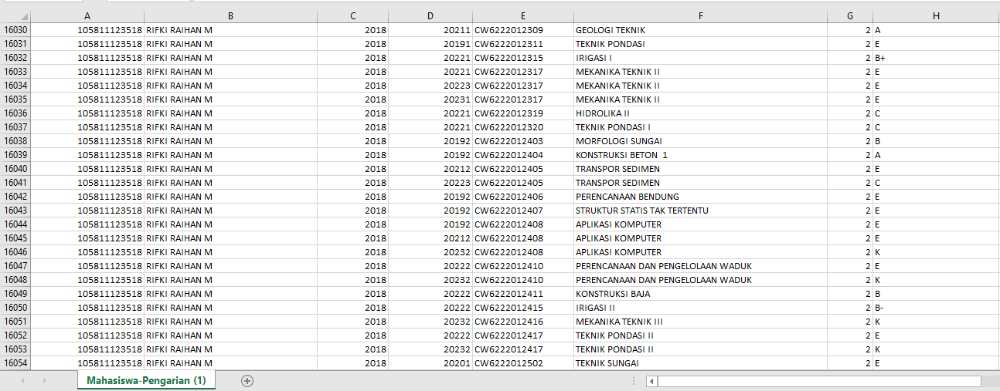 A B C D E F G H
16030 105811123518 RIFKI RAIHAN M 2018 20211 CW6222012309 GEOLOGI TEKNIK 2 A
16031 105811123518 RIFKI RAIHAN M 2018 20191 CW6222012311 TEKNIK PONDASI 2 E
16032 105811123518 RIFKI RAIHAN M 2018 20221 CW6222012315 IRIGASI I 2 B+
16033 105811123518 RIFKI RAIHAN M 2018 20221 CW6222012317 MEKANIKA TEKNIK II 2 E
16034 105811123518 RIFKI RAIHAN M 2018 20223 CW6222012317 MEKANIKA TEKNIK II 2 E
16035 105811123518 RIFKI RAIHAN M 2018 20231 CW6222012317 MEKANIKA TEKNIK II 2 E
16036 105811123518 RIFKI RAIHAN M 2018 20221 CW6222012319 HIDROLIKA II 2 C
16037 105811123518 RIFKI RAIHAN M 2018 20221 CW6222012320 TEKNIK PONDASI I 2 C
16038 105811123518 RIFKI RAIHAN M 2018 20192 CW6222012403 MORFOLOGI SUNGAI 2 B
16039 105811123518 RIFKI RAIHAN M 2018 20192 CW6222012404 KONSTRUKSI BETON  1 2 A
16040 105811123518 RIFKI RAIHAN M 2018 20212 CW6222012405 TRANSPOR SEDIMEN 2 E
16041 105811123518 RIFKI RAIHAN M 2018 20223 CW6222012405 TRANSPOR SEDIMEN 2 C
16042 105811123518 RIFKI RAIHAN M 2018 20192 CW6222012406 PERENCANAAN BENDUNG 2 E
16043 105811123518 RIFKI RAIHAN M 2018 20192 CW6222012407 STRUKTUR STATIS TAK TERTENTU 2 E
16044 105811123518 RIFKI RAIHAN M 2018 20192 CW6222012408 APLIKASI KOMPUTER 2 E
16045 105811123518 RIFKI RAIHAN M 2018 20212 CW6222012408 APLIKASI KOMPUTER 2 E
16046 105811123518 RIFKI RAIHAN M 2018 20232 CW6222012408 APLIKASI KOMPUTER 2 K
16047 105811123518 RIFKI RAIHAN M 2018 20222 CW6222012410 PERENCANAAN DAN PENGELOLAAN WADUK 2 E
16048 105811123518 RIFKI RAIHAN M 2018 20232 CW6222012410 PERENCANAAN DAN PENGELOLAAN WADUK 2 K
16049 105811123518 RIFKI RAIHAN M 2018 20222 CW6222012411 KONSTRUKSI BAJA 2 B
16050 105811123518 RIFKI RAIHAN M 2018 20222 CW6222012415 IRIGASI II 2 B-
16051 105811123518 RIFKI RAIHAN M 2018 20232 CW6222012416 MEKANIKA TEKNIK III 2 K
16052 105811123518 RIFKI RAIHAN M 2018 20222 CW6222012417 TEKNIK PONDASI II 2 E
16053 105811123518 RIFKI RAIHAN M 2018 20232 CW6222012417 TEKNIK PONDASI II 2 K
16054 105811123518 RIFKI RAIHAN M 2018 20201 CW6222012502 TEKNIK SUNGAI 2 E
Mahasiswa-Pengarian (1)